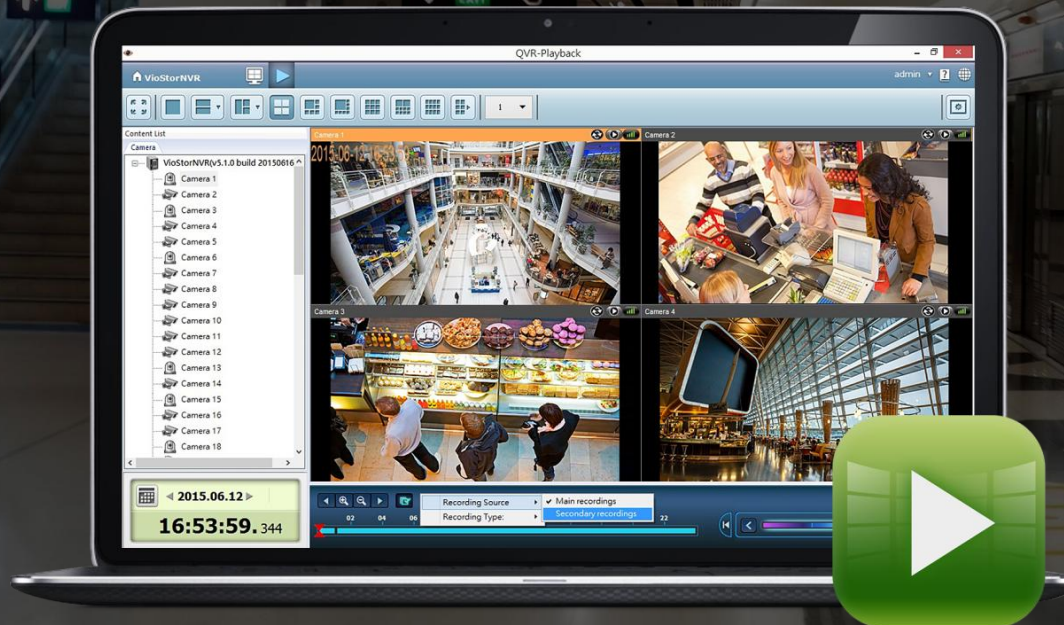 EXIT
QVR-Playback
VioStorNVR
admin
1
Content List
Camera
VioStorNVR(v5.1.0 build 20150616
Camera 1
Camera 2
Camera 3
Camera 4
Camera 5
Camera 6
Camera 7
Camera 8
Camera 9
Camera 10
Camera 11
Camera 12
Camera 13
Camera 14
Camera 15
Camera 16
Camera 17
Camera 18
Camera 1
Camera 2
Camera 3
Camera 4
2015.06.12
16:53:59.344
Recording Source
Main recordings
Recording Type:
Secondary recordings
02 04 06 22